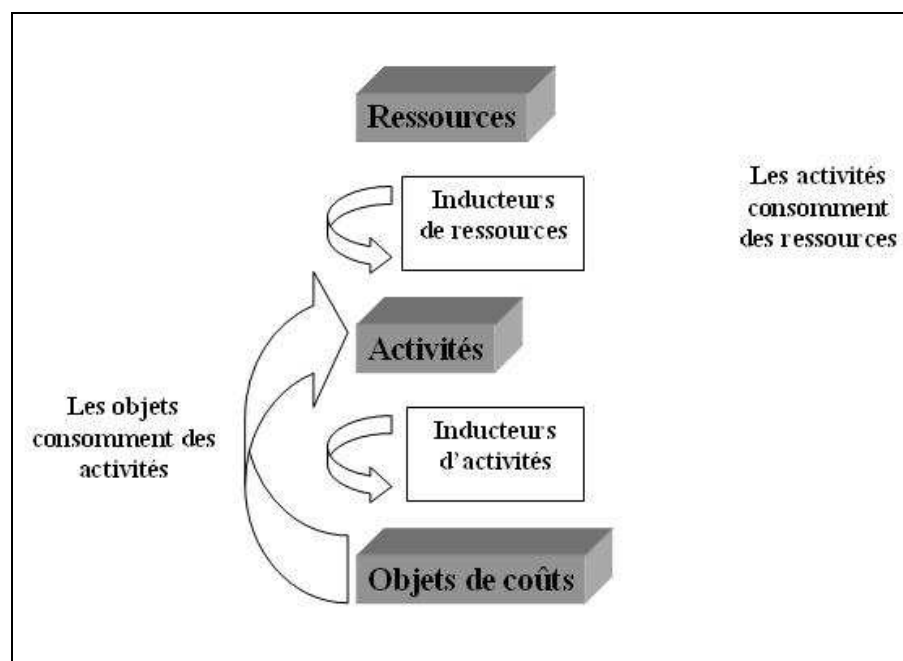 Ressources
Inducteurs
de ressources
Les activités
consomment
des ressources
Activités
Les objets
consomment des
activités
Inducteurs
d'activités
Objets de coûts